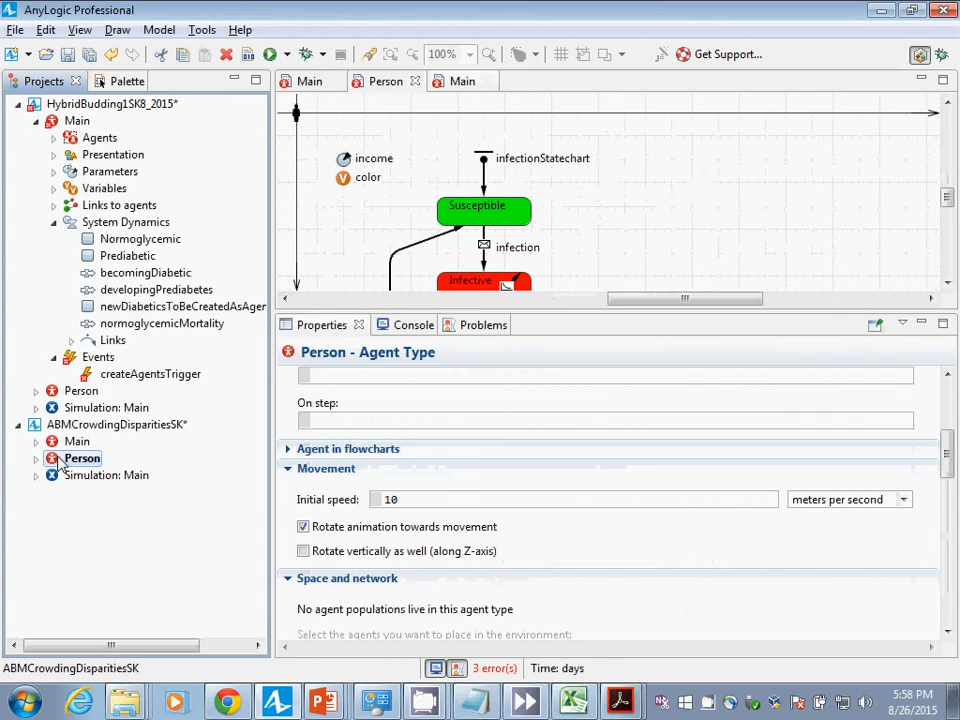 AnyLogic Professional
File Edit View Draw Model Tools Help
100% Get Support...
Projects Palette
Main Person Main
HybridBudding1SK8_2015*
Main
Agents
Presentation
Parameters
Variables
Links to agents
System Dynamics
Normoglycemic
Prediabetic
becomingDiabetic
developingPrediabetes
newDiabeticsToBeCreatedAsAgen
normoglycemicMortality
Links
Events
createAgentsTrigger
Person
Simulation: Main
ABMCrowdingDisparitiesSK*
Main
Person
Simulation: Main
income
color
infectionStatechart
Susceptible
infection
Infective
Properties Console Problems
Person - Agent Type
On step:
Agent in flowcharts
Movement
Initial speed: 10 meters per second
Rotate animation towards movement
Rotate vertically as well (along Z-axis)
Space and network
No agent populations live in this agent type
Select the agents you want to place in the environment:
ABMCrowdingDisparitiesSK 3 error(s) Time: days
5:58 PM
8/26/2015